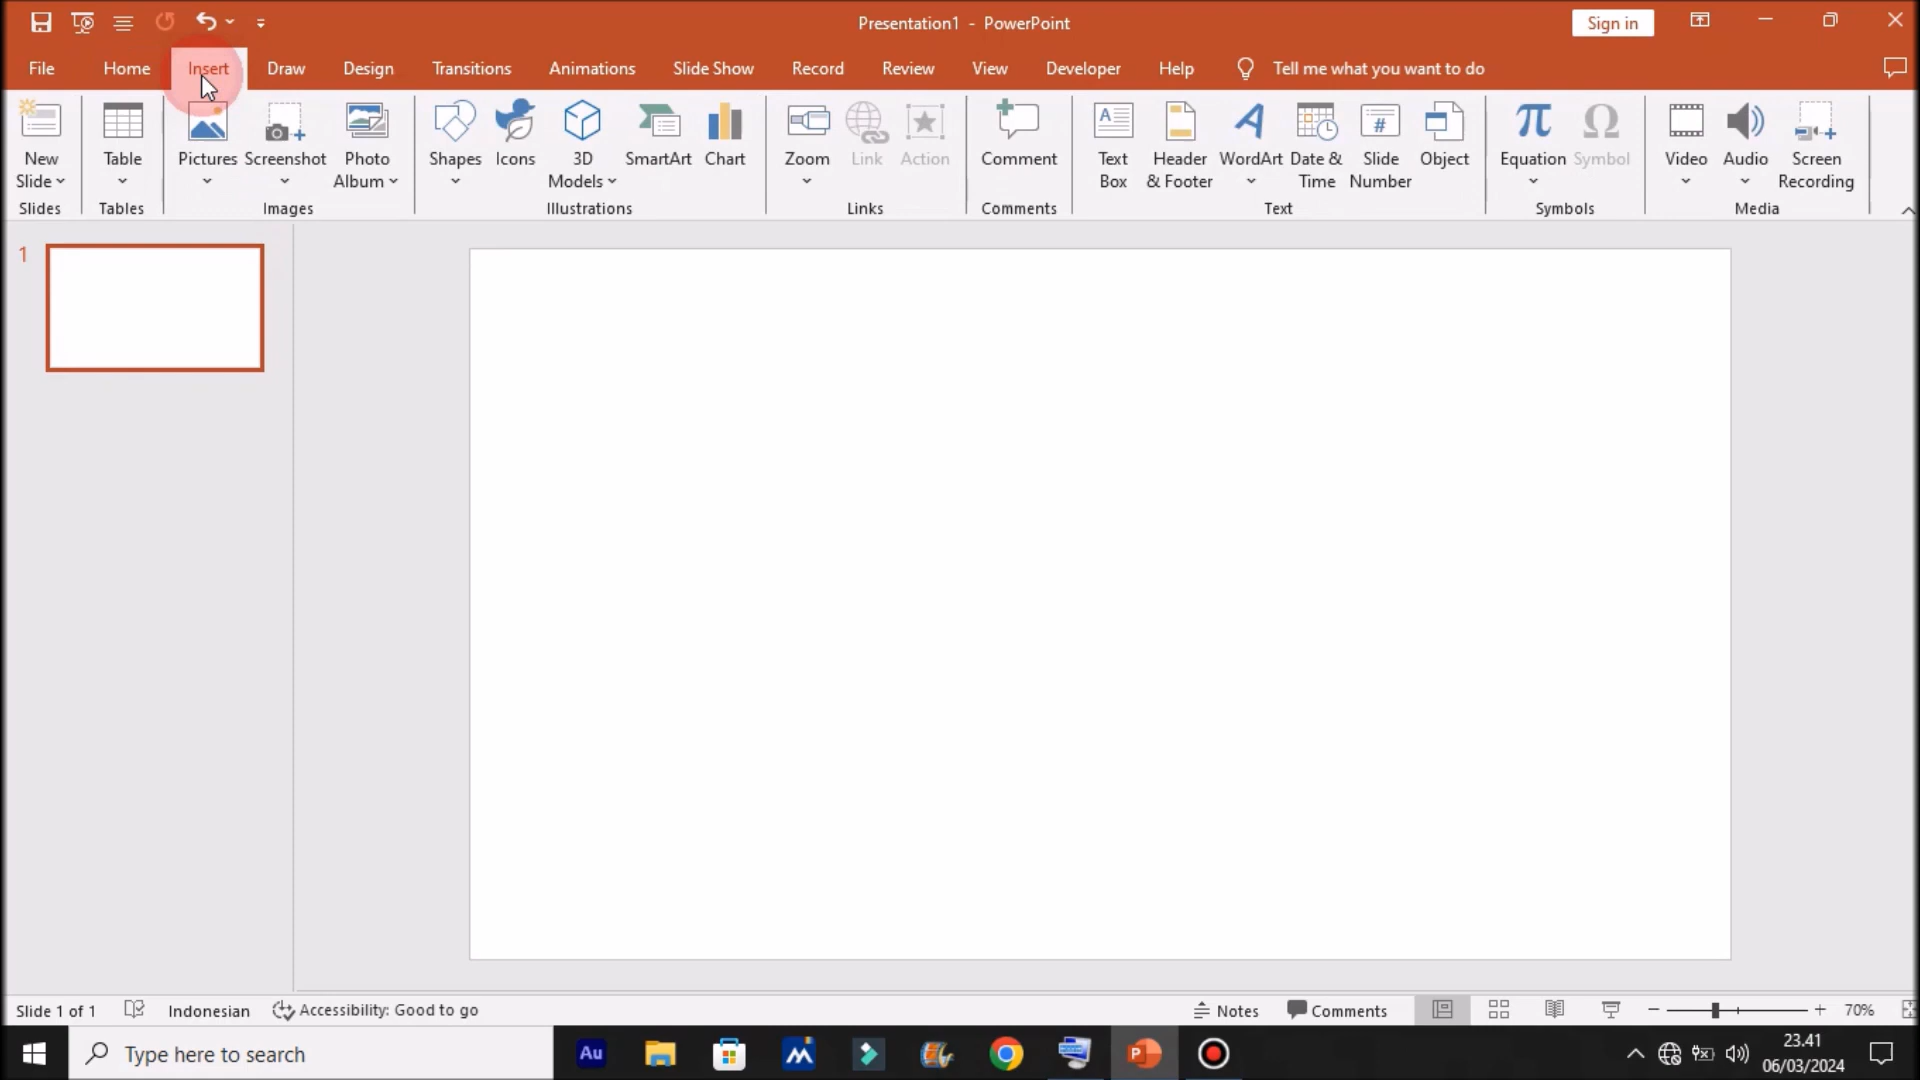 Presentation1 - PowerPoint
Sign in
File Home Insert Draw Design Transitions Animations Slide Show Record Review View Developer Help Tell me what you want to do
New Slide
Slides
Table
Tables
Pictures
Screenshot
Photo Album
Images
Shapes
Icons
3D Models
SmartArt
Chart
Illustrations
Zoom
Link
Action
Links
Comment
Comments
A
Text Box
Header & Footer
WordArt
Date & Time
#
Slide Number
Object
Text
π
Equation
Ω
Symbol
Symbols
Video
Audio
Screen Recording
Media
1
Slide 1 of 1 Indonesian Accessibility: Good to go Notes Comments 70%
Type here to search
Au
P
23.41
06/03/2024